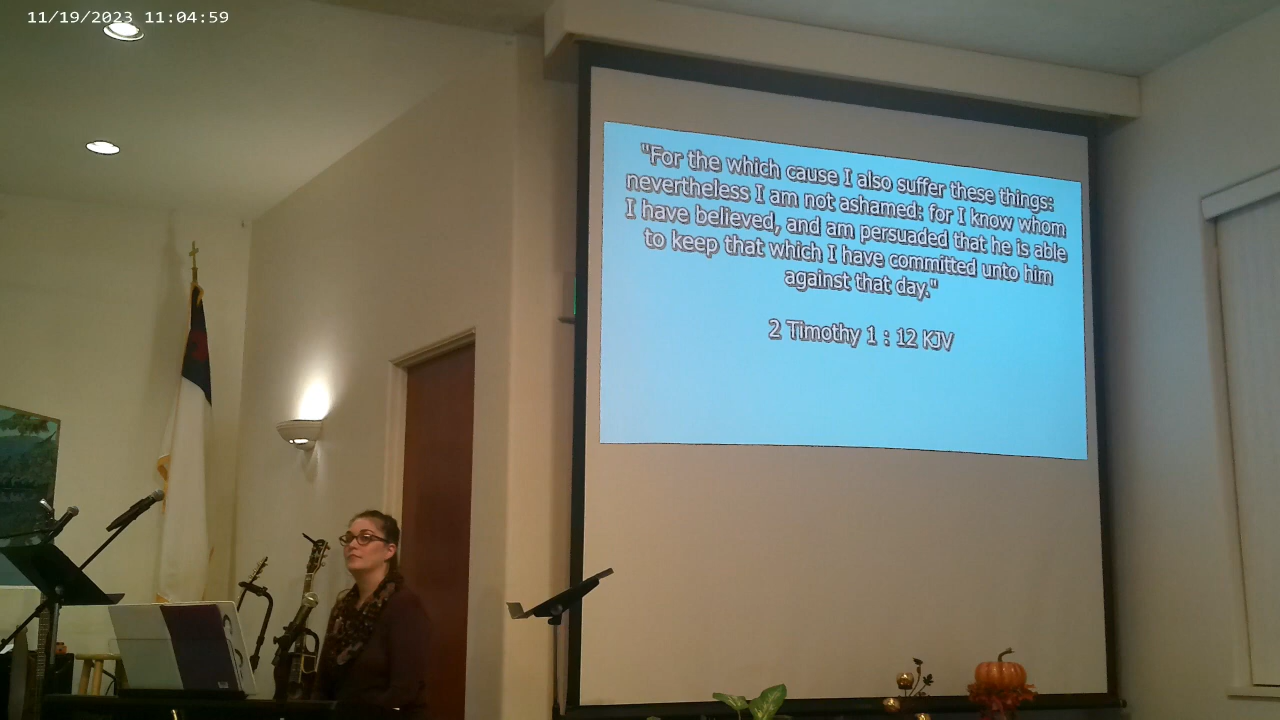 11/19/2023 11:04:59
"For the which cause I also suffer these things:
nevertheless I am not ashamed: for I know whom
I have believed, and am persuaded that he is able
to keep that which I have committed unto him
against that day."
2 Timothy 1 : 12 KJV